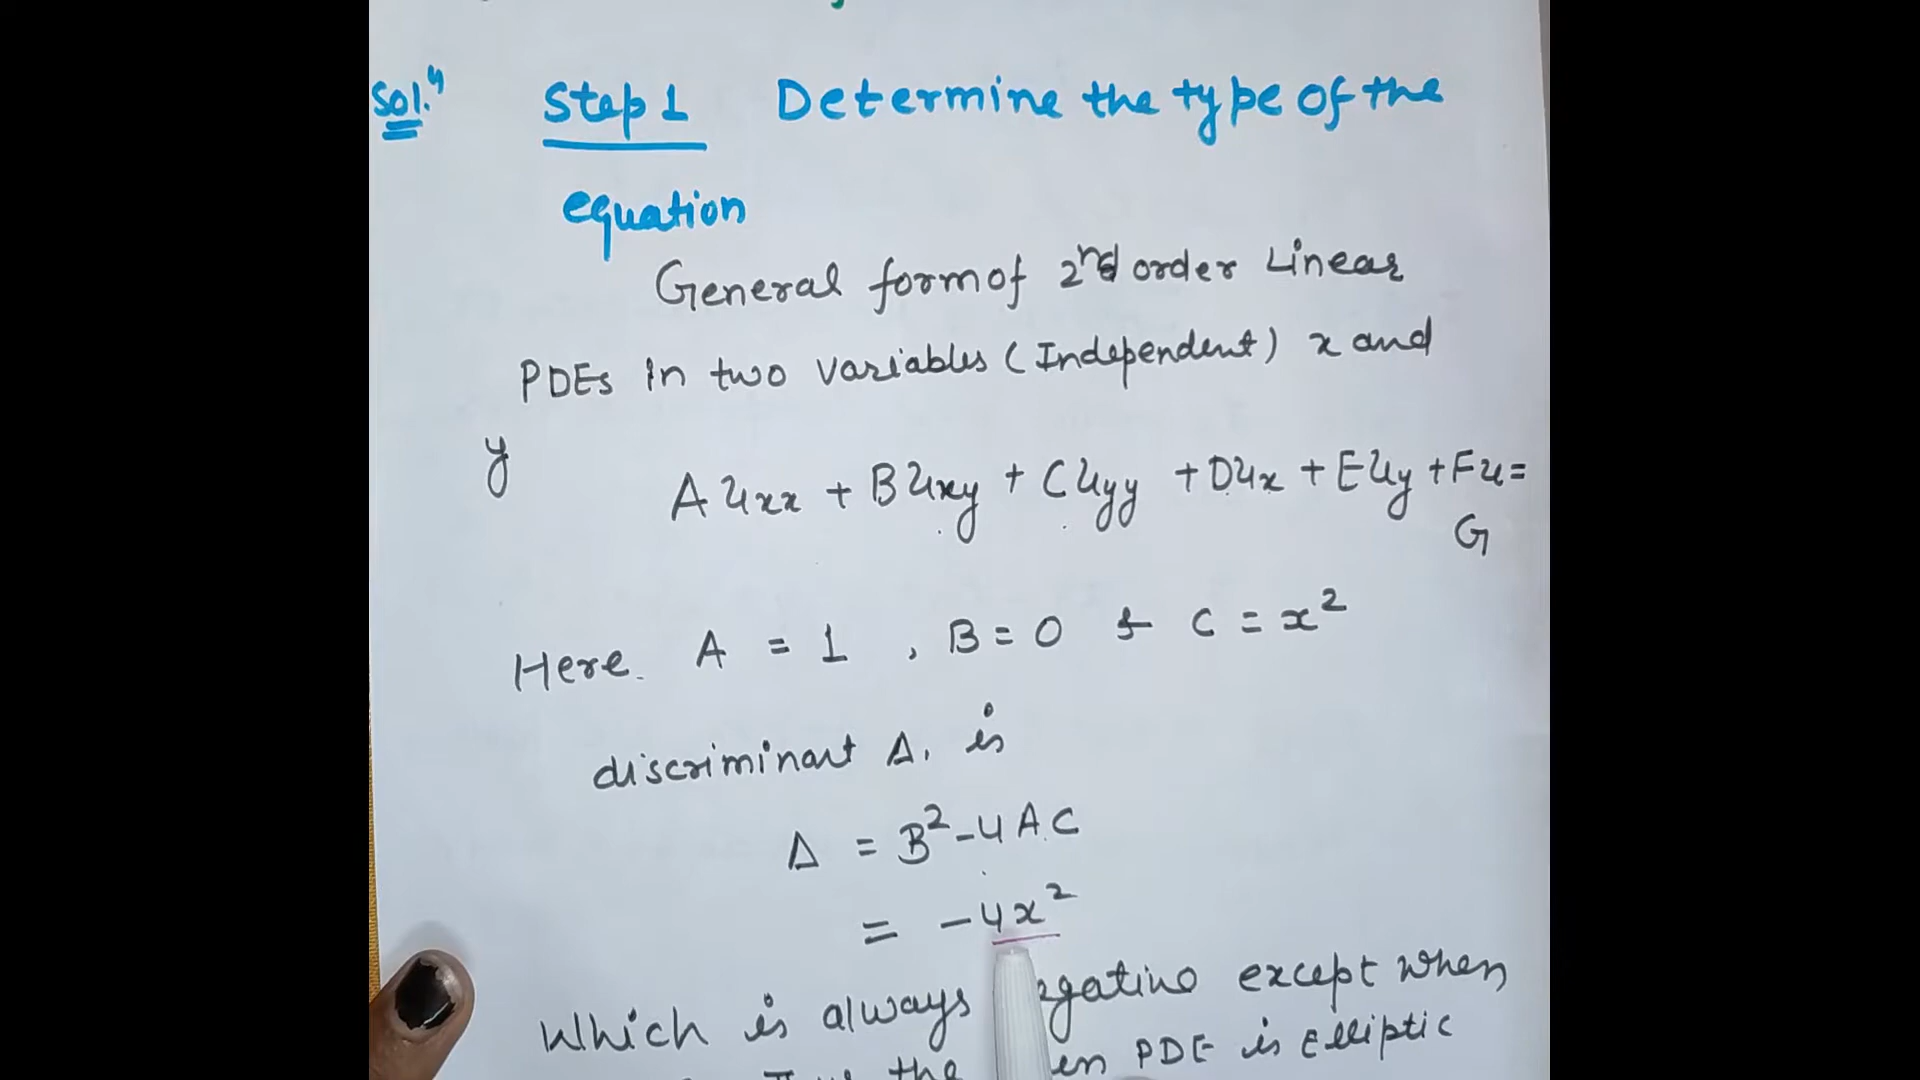 Sol.ⁿ Step 1 Determine the type of the
equation
General form of 2nd order Linear
PDEs in two variables (Independent) x and
y A uxx + B uxy + C uyy + D ux + E uy + F u =
G
Here. A = 1 , B = 0 & C = x²
discriminant Δ, is
Δ = B² - 4 A C
= - 4x²
Which is always except when
the PDE is elliptic